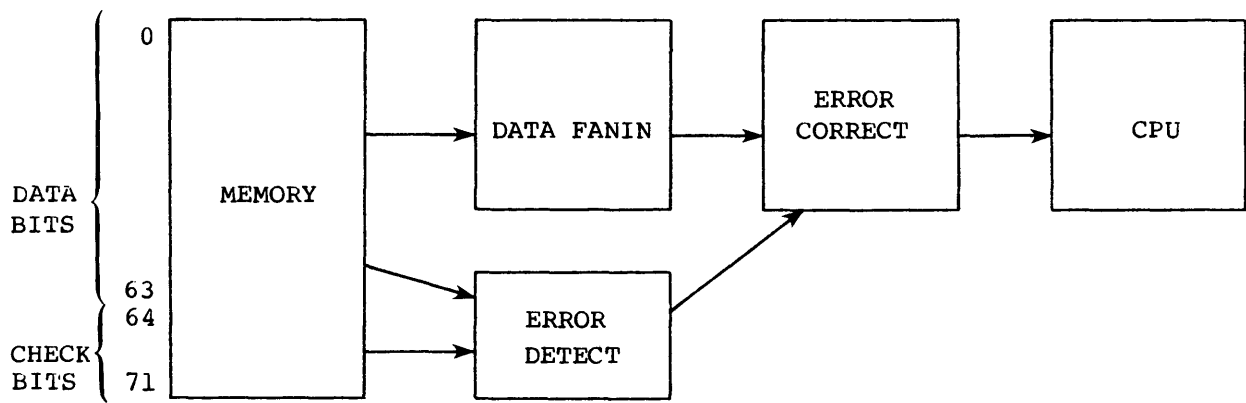 0
DATA
BITS
63
64
CHECK
BITS
71
MEMORY
DATA FANIN
ERROR
DETECT
ERROR
CORRECT
CPU